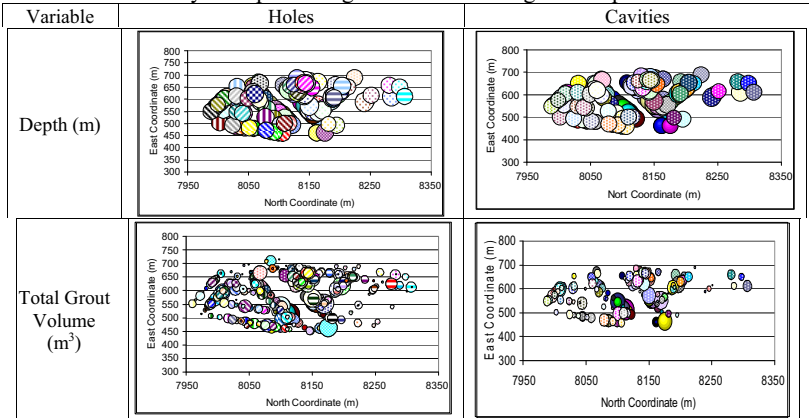 Variable Holes Cavities
Depth (m)
800
750
700
650
600
550
500
450
400
350
300
East Coordinate (m)
7950 8050 8150 8250 8350
North Coordinate (m)
800
700
600
500
400
300
East Coordinate (m)
7950 8050 8150 8250 8350
Nort Coordinate (m)
Total Grout
Volume
(m³)
800
750
700
650
600
550
500
450
400
350
300
East Coordinate (m)
7950 8050 8150 8250 8350
North Coordinate (m)
800
700
600
500
400
300
East Coordinate (m)
7950 8050 8150 8250 8350
North Coordinate (m)